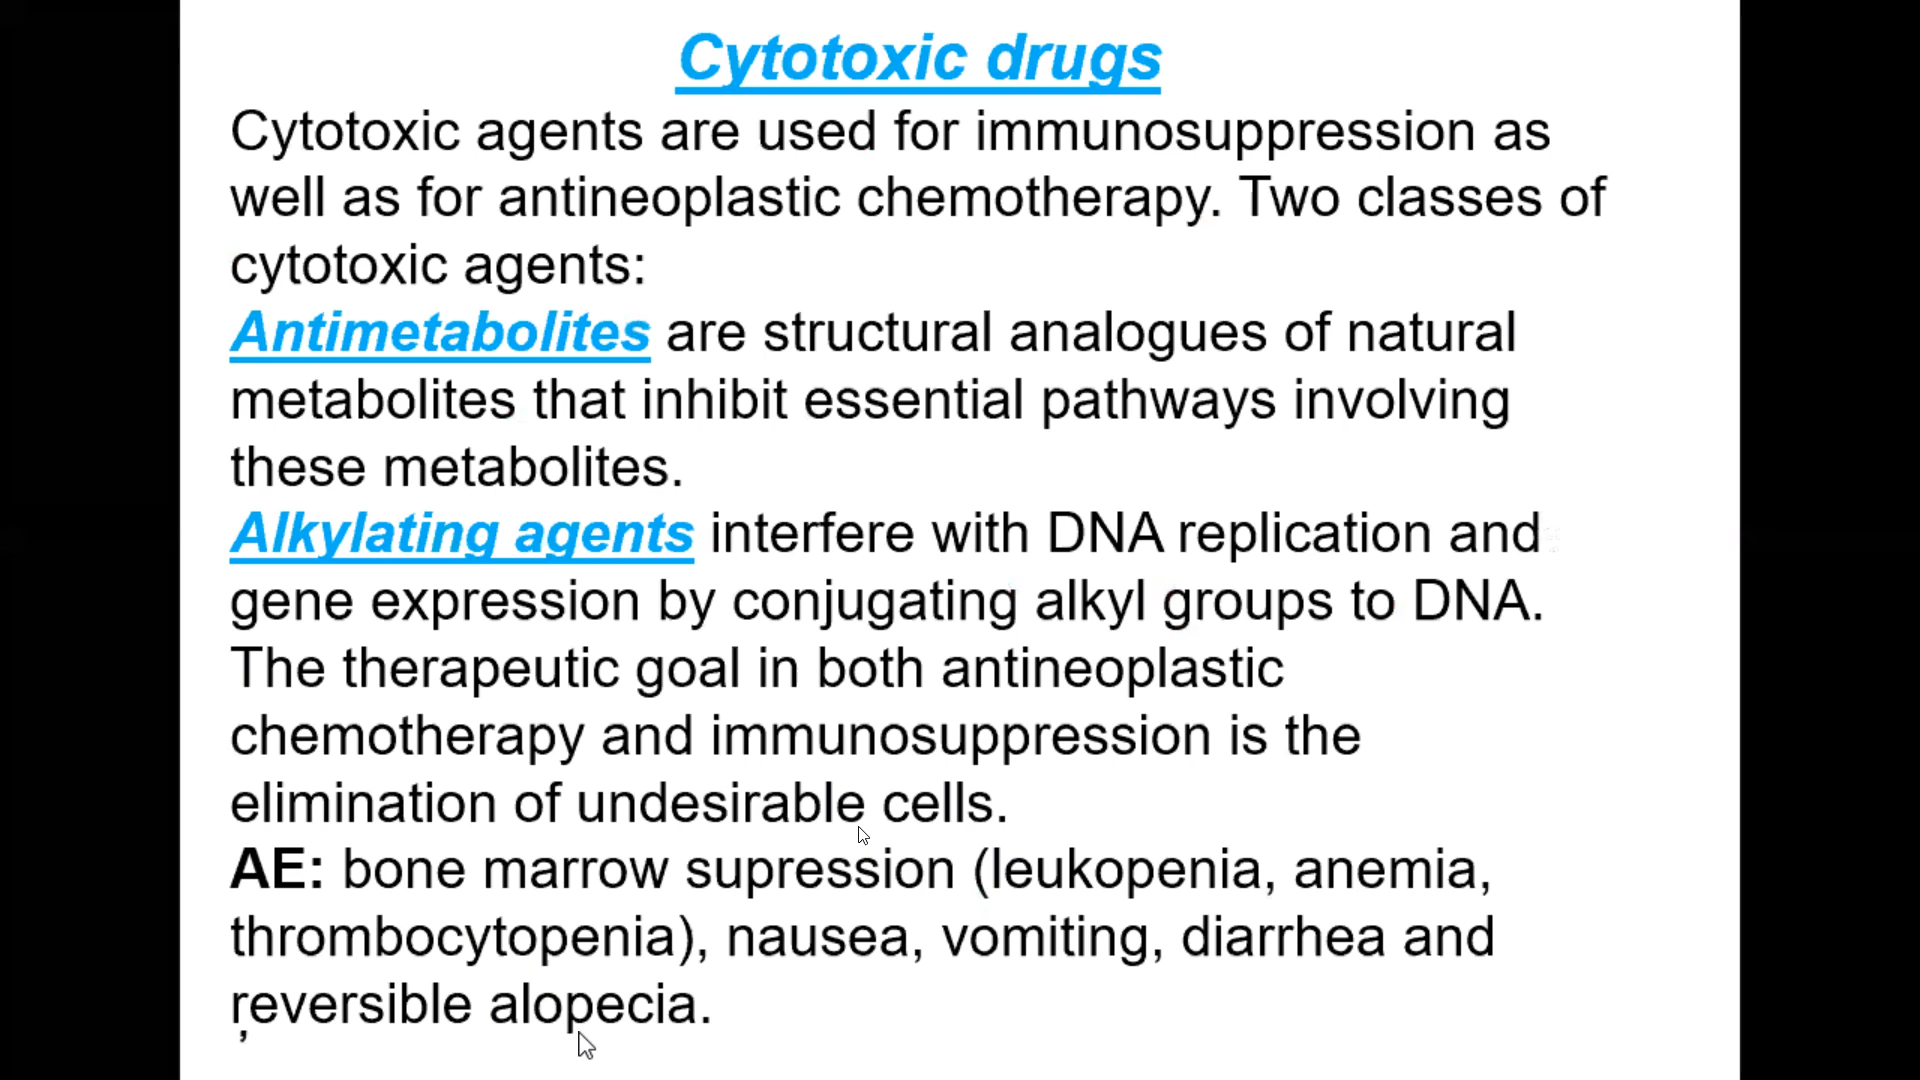 Cytotoxic drugs
Cytotoxic agents are used for immunosuppression as
well as for antineoplastic chemotherapy. Two classes of
cytotoxic agents:
Antimetabolites are structural analogues of natural
metabolites that inhibit essential pathways involving
these metabolites.
Alkylating agents interfere with DNA replication and
gene expression by conjugating alkyl groups to DNA.
The therapeutic goal in both antineoplastic
chemotherapy and immunosuppression is the
elimination of undesirable cells.
AE: bone marrow supression (leukopenia, anemia,
thrombocytopenia), nausea, vomiting, diarrhea and
reversible alopecia.
,